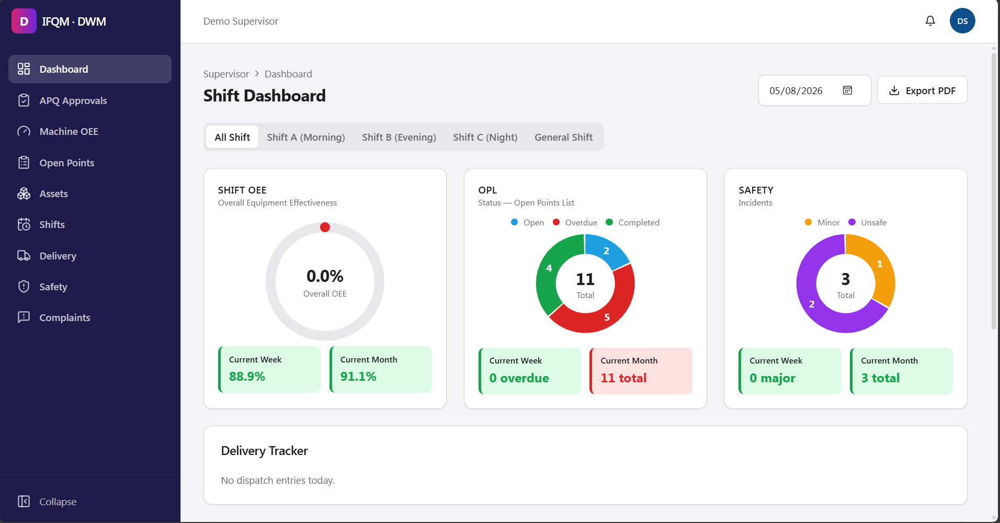 D IFQM · DWM
Dashboard
APQ Approvals
Machine OEE
Open Points
Assets
Shifts
Delivery
Safety
Complaints
Collapse
Demo Supervisor
DS
Supervisor > Dashboard
Shift Dashboard
05/08/2026
Export PDF
All Shift Shift A (Morning) Shift B (Evening) Shift C (Night) General Shift
SHIFT OEE
Overall Equipment Effectiveness
0.0%
Overall OEE
Current Week
88.9%
Current Month
91.1%
OPL
Status — Open Points List
Open Overdue Completed
2
4
11
Total
5
Current Week
0 overdue
Current Month
11 total
SAFETY
Incidents
Minor Unsafe
1
3
Total
2
Current Week
0 major
Current Month
3 total
Delivery Tracker
No dispatch entries today.